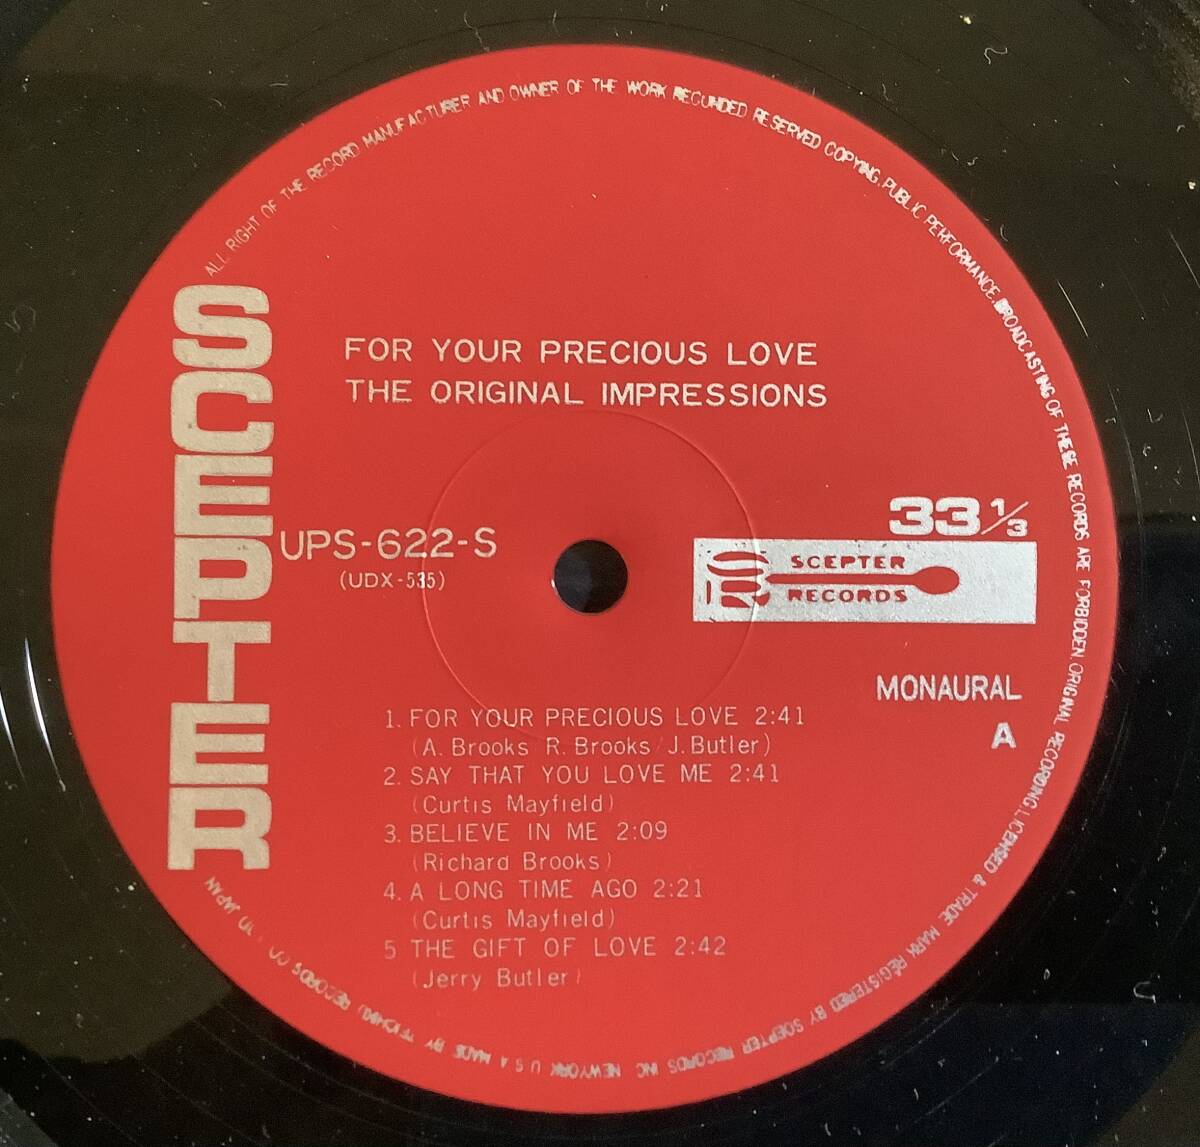 ALL RIGHT OF THE RECORD MANUFACTURER AND OWNER OF THE WORK RECUNDED RESERVED COPYING. PUBLIC PERFORMANCE. BROADCASTING OF THESE RECORDS ARE FORBIDDEN ORIGINAL RECORDING. LICENSED & TRADE MARK REGISTERED BY SCEPTER RECORDS INC NEWYORK U S A MADE BY TEICHIKU RECORDS IN JAPAN
SCEPTER
FOR YOUR PRECIOUS LOVE
THE ORIGINAL IMPRESSIONS
33 1/3
UPS-622-S
(UDX-535)
SCEPTER
RECORDS
MONAURAL
A
1. FOR YOUR PRECIOUS LOVE 2:41
(A. Brooks R. Brooks / J. Butler)
2. SAY THAT YOU LOVE ME 2:41
(Curtis Mayfield)
3. BELIEVE IN ME 2:09
(Richard Brooks)
4. A LONG TIME AGO 2:21
(Curtis Mayfield)
5 THE GIFT OF LOVE 2:42
(Jerry Butler)